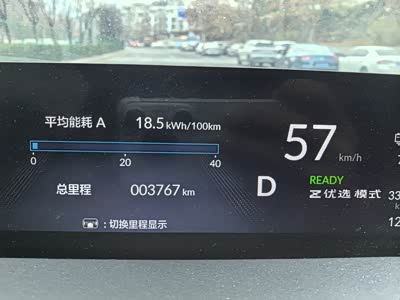 平均能耗 A 18.5 kWh/100km
57 km/h
0 20 40
READY
总里程 003767 km
D
优选 模式
:切换里程显示